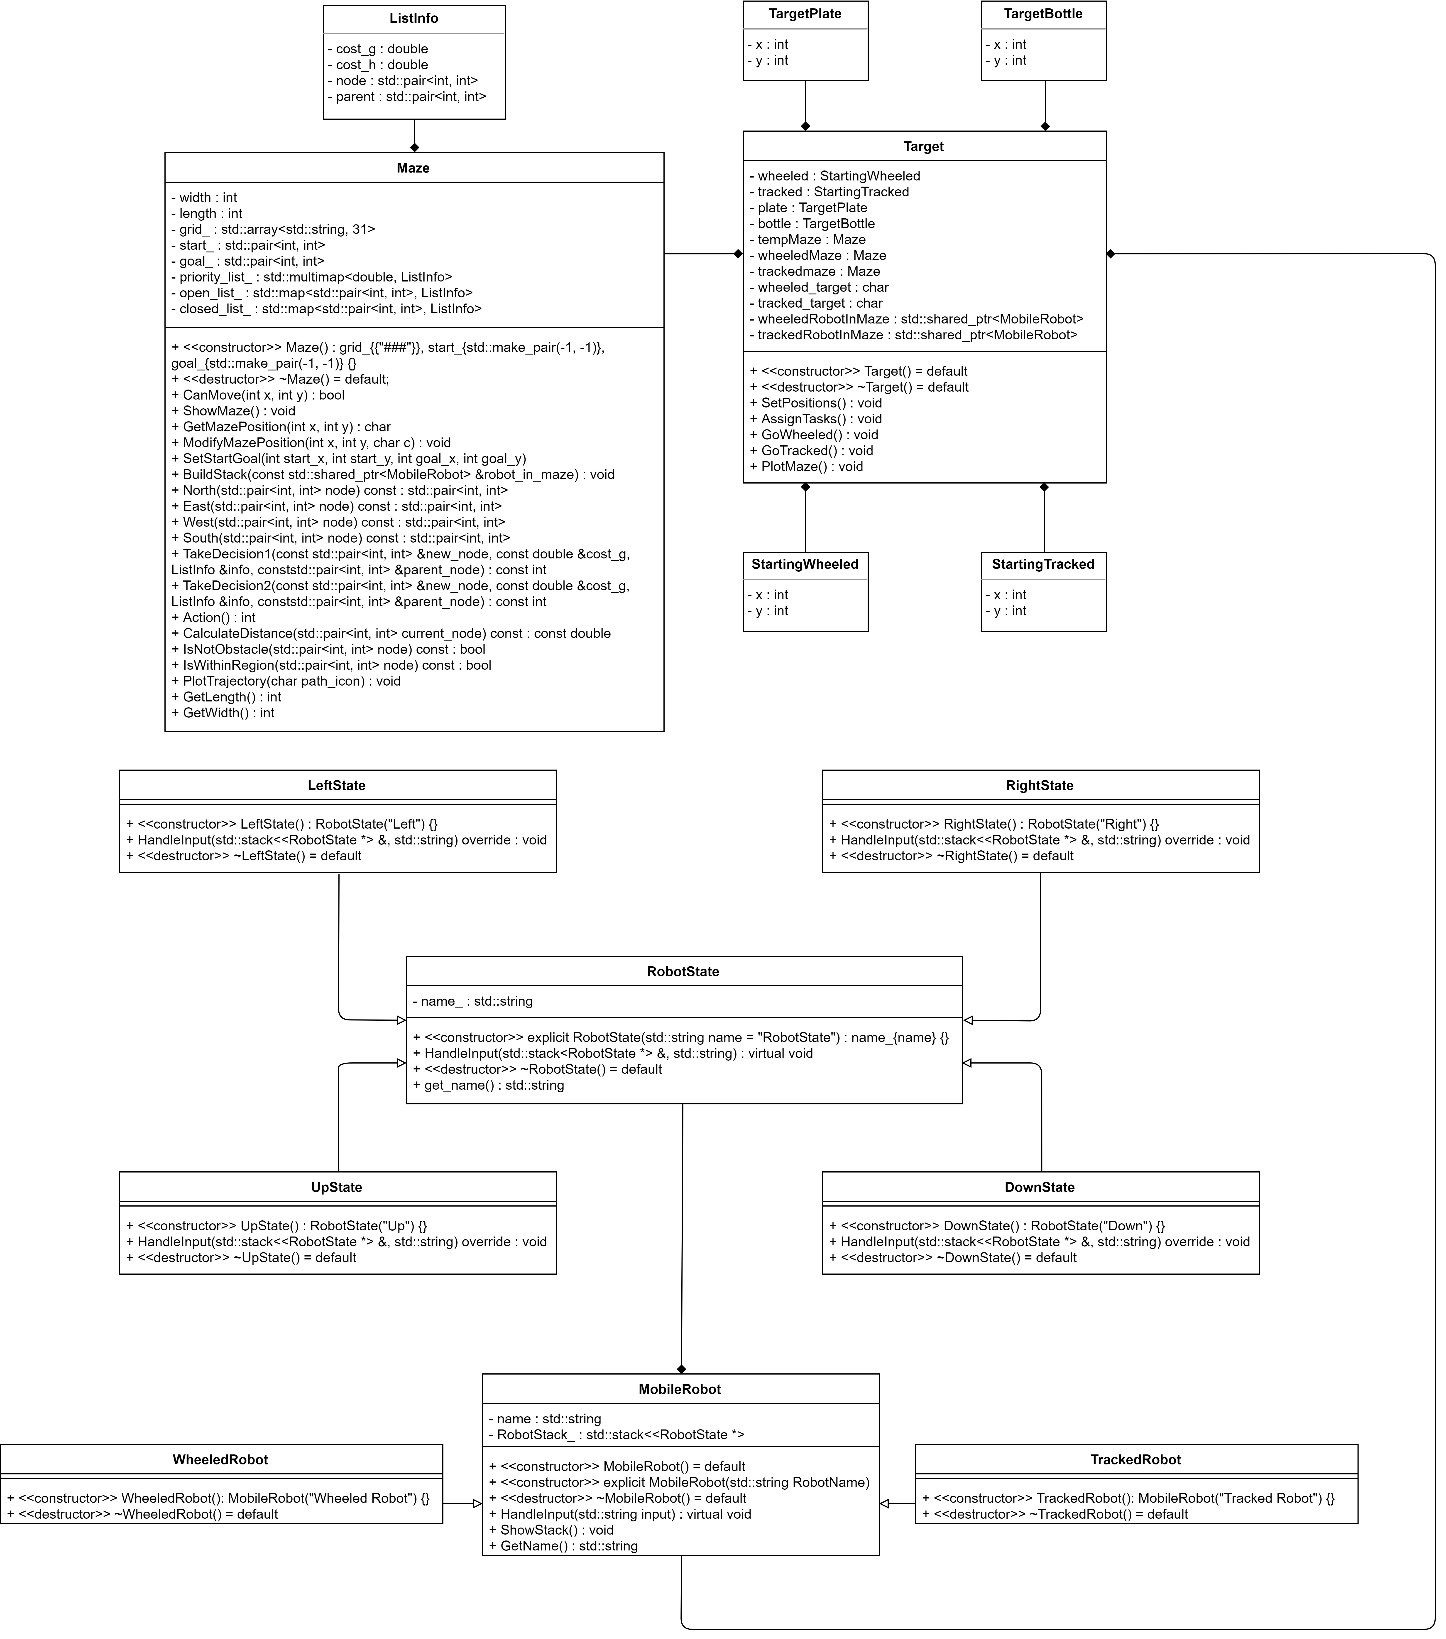 ListInfo
- cost_g : double
- cost_h : double
- node : std::pair<int, int>
- parent : std::pair<int, int>
TargetPlate
- x : int
- y : int
TargetBottle
- x : int
- y : int
Maze
- width : int
- length : int
- grid_ : std::array<std::string, 31>
- start_ : std::pair<int, int>
- goal_ : std::pair<int, int>
- priority_list_ : std::multimap<double, ListInfo>
- open_list_ : std::map<std::pair<int, int>, ListInfo>
- closed_list_ : std::map<std::pair<int, int>, ListInfo>
+ <<constructor>> Maze() : grid_{{"###"}}, start_{std::make_pair(-1, -1)},
goal_{std::make_pair(-1, -1)} {}
+ <<destructor>> ~Maze() = default;
+ CanMove(int x, int y) : bool
+ ShowMaze() : void
+ GetMazePosition(int x, int y) : char
+ ModifyMazePosition(int x, int y, char c) : void
+ SetStartGoal(int start_x, int start_y, int goal_x, int goal_y)
+ BuildStack(const std::shared_ptr<MobileRobot> &robot_in_maze) : void
+ North(std::pair<int, int> node) const : std::pair<int, int>
+ East(std::pair<int, int> node) const : std::pair<int, int>
+ West(std::pair<int, int> node) const : std::pair<int, int>
+ South(std::pair<int, int> node) const : std::pair<int, int>
+ TakeDecision1(const std::pair<int, int> &new_node, const double &cost_g,
ListInfo &info, conststd::pair<int, int> &parent_node) : const int
+ TakeDecision2(const std::pair<int, int> &new_node, const double &cost_g,
ListInfo &info, conststd::pair<int, int> &parent_node) : const int
+ Action() : int
+ CalculateDistance(std::pair<int, int> current_node) const : const double
+ IsNotObstacle(std::pair<int, int> node) const : bool
+ IsWithinRegion(std::pair<int, int> node) const : bool
+ PlotTrajectory(char path_icon) : void
+ GetLength() : int
+ GetWidth() : int
Target
- wheeled : StartingWheeled
- tracked : StartingTracked
- plate : TargetPlate
- bottle : TargetBottle
- tempMaze : Maze
- wheeledMaze : Maze
- trackedmaze : Maze
- wheeled_target : char
- tracked_target : char
- wheeledRobotInMaze : std::shared_ptr<MobileRobot>
- trackedRobotInMaze : std::shared_ptr<MobileRobot>
+ <<constructor>> Target() = default
+ <<destructor>> ~Target() = default
+ SetPositions() : void
+ AssignTasks() : void
+ GoWheeled() : void
+ GoTracked() : void
+ PlotMaze() : void
StartingWheeled
- x : int
- y : int
StartingTracked
- x : int
- y : int
LeftState
+ <<constructor>> LeftState() : RobotState("Left") {}
+ HandleInput(std::stack<<RobotState *> &, std::string) override : void
+ <<destructor>> ~LeftState() = default
RightState
+ <<constructor>> RightState() : RobotState("Right") {}
+ HandleInput(std::stack<<RobotState *> &, std::string) override : void
+ <<destructor>> ~RightState() = default
RobotState
- name_ : std::string
+ <<constructor>> explicit RobotState(std::string name = "RobotState") : name_{name} {}
+ HandleInput(std::stack<RobotState *> &, std::string) : virtual void
+ <<destructor>> ~RobotState() = default
+ get_name() : std::string
UpState
+ <<constructor>> UpState() : RobotState("Up") {}
+ HandleInput(std::stack<<RobotState *> &, std::string) override : void
+ <<destructor>> ~UpState() = default
DownState
+ <<constructor>> DownState() : RobotState("Down") {}
+ HandleInput(std::stack<<RobotState *> &, std::string) override : void
+ <<destructor>> ~DownState() = default
MobileRobot
- name : std::string
- RobotStack_ : std::stack<<RobotState *>
+ <<constructor>> MobileRobot() = default
+ <<constructor>> explicit MobileRobot(std::string RobotName)
+ <<destructor>> ~MobileRobot() = default
+ HandleInput(std::string input) : virtual void
+ ShowStack() : void
+ GetName() : std::string
WheeledRobot
+ <<constructor>> WheeledRobot(): MobileRobot("Wheeled Robot") {}
+ <<destructor>> ~WheeledRobot() = default
TrackedRobot
+ <<constructor>> TrackedRobot(): MobileRobot("Tracked Robot") {}
+ <<destructor>> ~TrackedRobot() = default